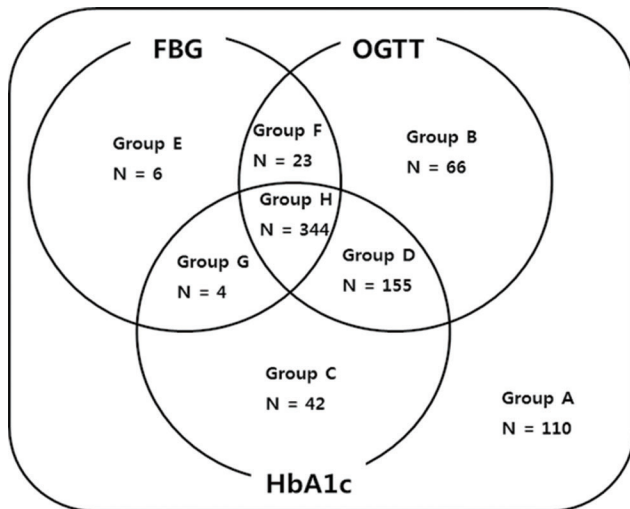 FBG
OGTT
Group E
N = 6
Group F
N = 23
Group B
N = 66
Group H
N = 344
Group G
N = 4
Group D
N = 155
Group C
N = 42
Group A
N = 110
HbA1c